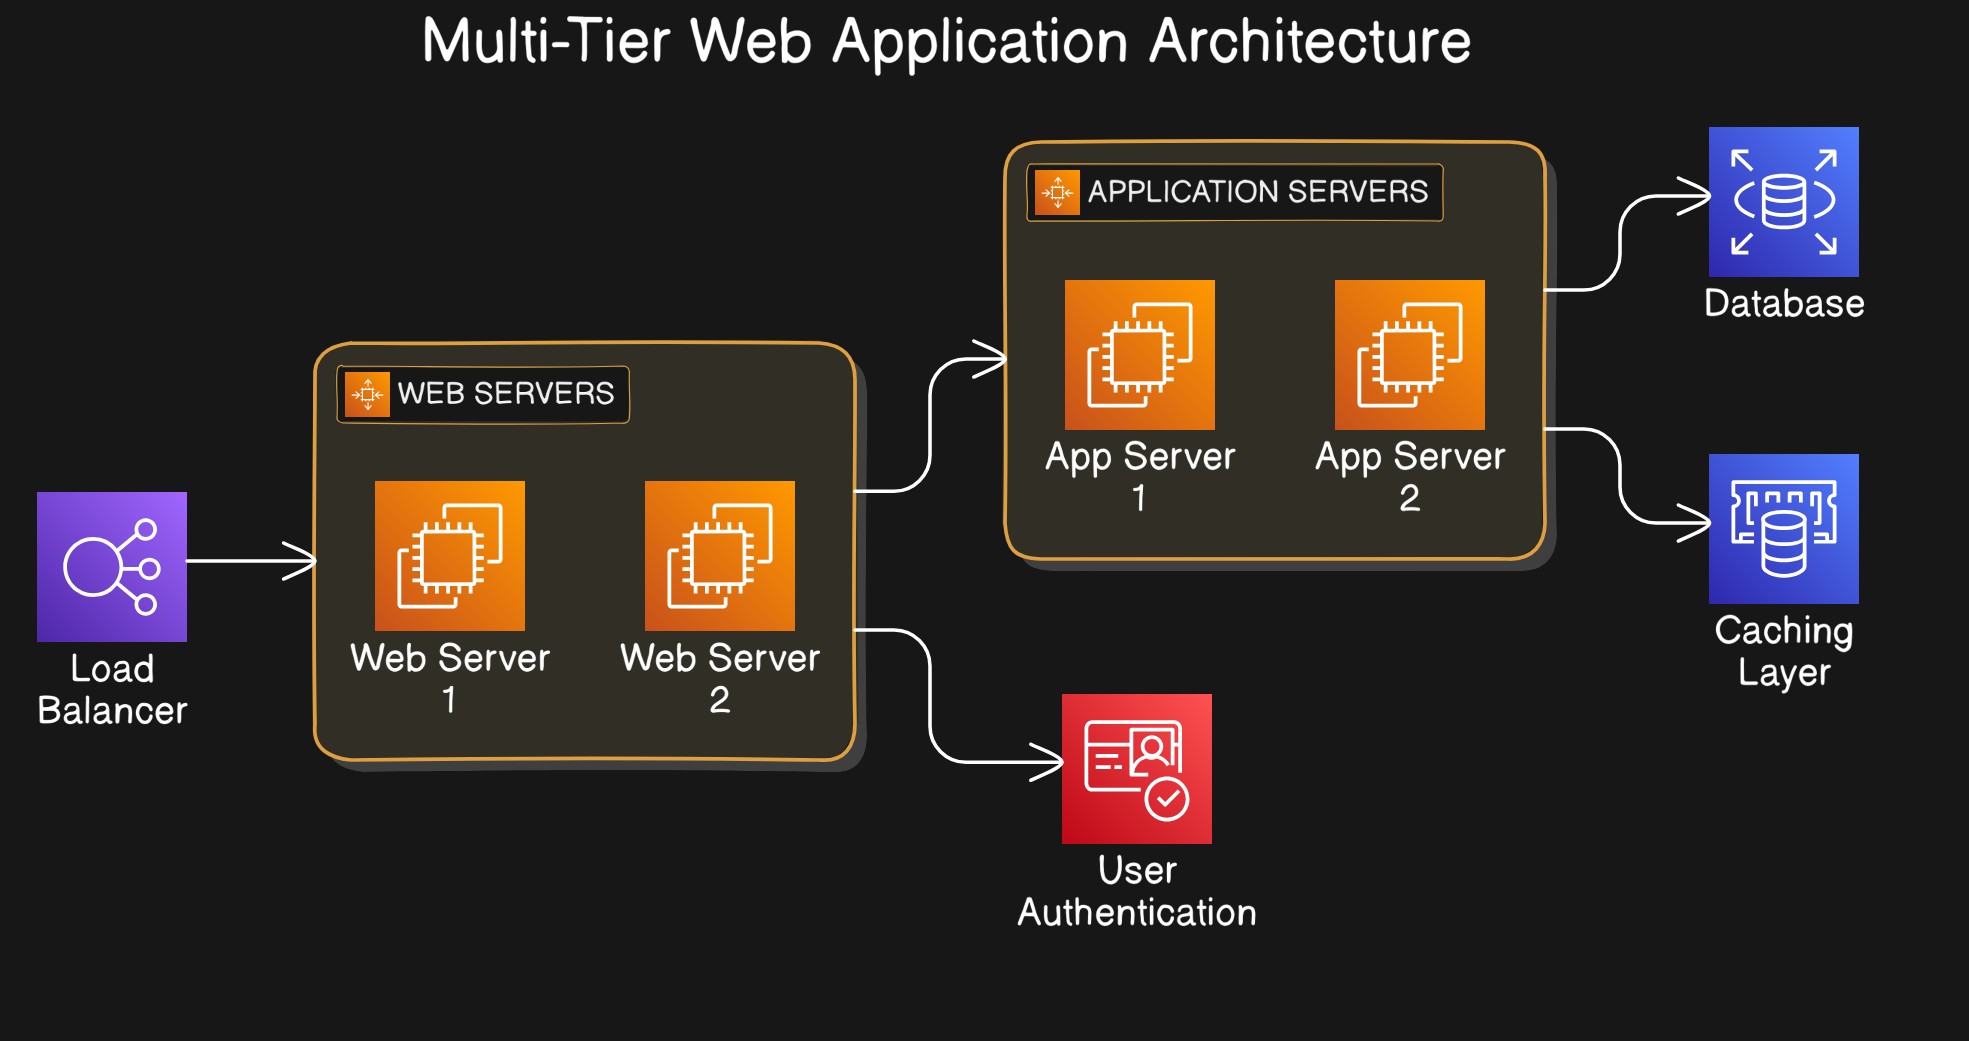 Multi-Tier Web Application Architecture
APPLICATION SERVERS
App Server
1
App Server
2
Database
Caching
Layer
WEB SERVERS
Web Server
1
Web Server
2
Load
Balancer
User
Authentication